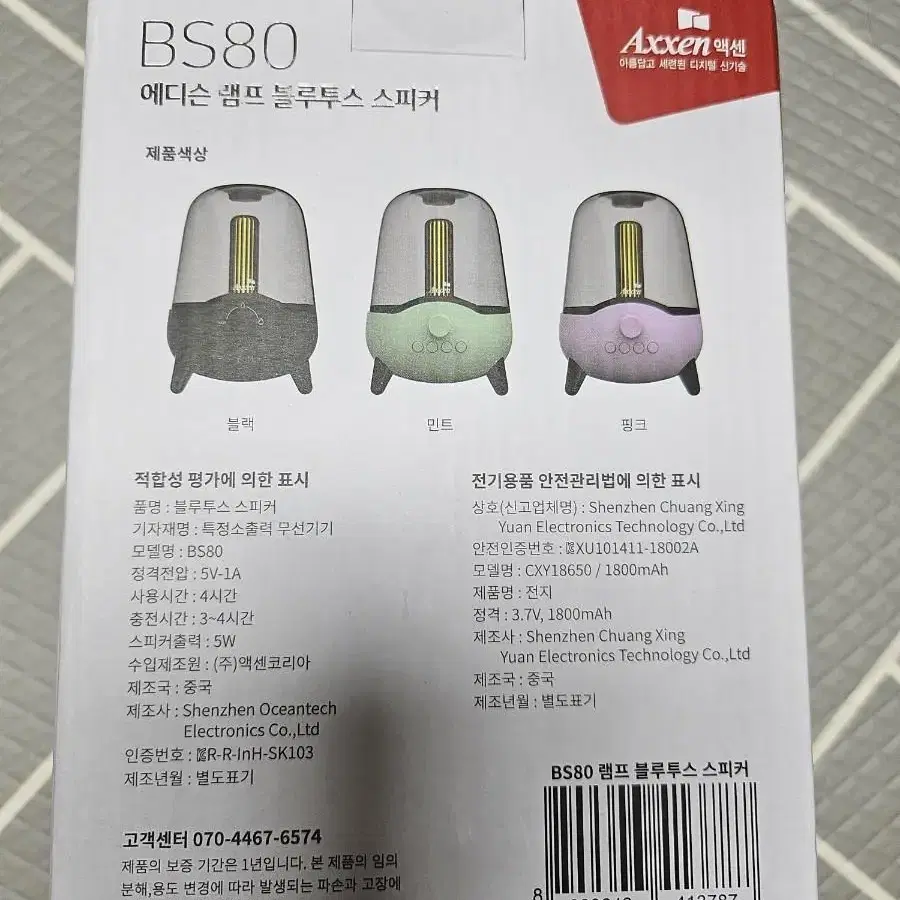 BS80
에디슨 램프 블루투스 스피커
Axxen 액센
아름답고 세련된 디지털 신기술
제품색상
블랙
민트
핑크
적합성 평가에 의한 표시
품명 : 블루투스 스피커
기자재명 : 특정소출력 무선기기
모델명 : BS80
정격전압 : 5V-1A
사용시간 : 4시간
충전시간 : 3~4시간
스피커출력 : 5W
수입제조원 : (주)액센코리아
제조국 : 중국
제조사 : Shenzhen Oceantech
Electronics Co.,Ltd
인증번호 : R-R-InH-SK103
제조년월 : 별도표기
전기용품 안전관리법에 의한 표시
상호(신고업체명) : Shenzhen Chuang Xing
Yuan Electronics Technology Co.,Ltd
안전인증번호 : XU101411-18002A
모델명 : CXY18650 / 1800mAh
제품명 : 전지
정격 : 3.7V, 1800mAh
제조사 : Shenzhen Chuang Xing
Yuan Electronics Technology Co.,Ltd
제조국 : 중국
제조년월 : 별도표기
고객센터 070-4467-6574
제품의 보증 기간은 1년입니다. 본 제품의 임의
분해,용도 변경에 따라 발생되는 파손과 고장에
BS80 램프 블루투스 스피커
8